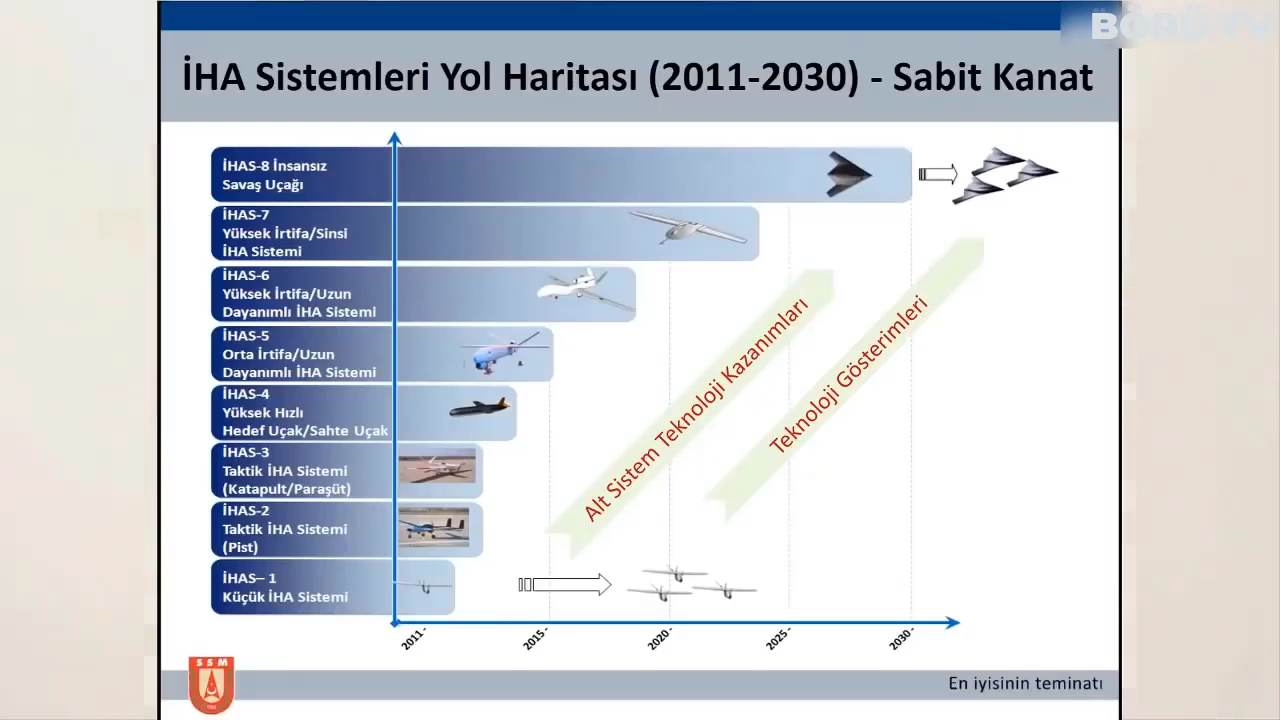 BÖRÜ TV
İHA Sistemleri Yol Haritası (2011-2030) - Sabit Kanat
İHAS-8 İnsansız
Savaş Uçağı
İHAS-7
Yüksek İrtifa/Sinsi
İHA Sistemi
İHAS-6
Yüksek İrtifa/Uzun
Dayanımlı İHA Sistemi
İHAS-5
Orta İrtifa/Uzun
Dayanımlı İHA Sistemi
İHAS-4
Yüksek Hızlı
Hedef Uçak/Sahte Uçak
İHAS-3
Taktik İHA Sistemi
(Katapult/Paraşüt)
İHAS-2
Taktik İHA Sistemi
(Pist)
İHAS– 1
Küçük İHA Sistemi
Alt Sistem Teknoloji Kazanımları
Teknoloji Gösterimleri
2011-
2015-
2020-
2025-
2030-
SSM
En iyisinin teminatı